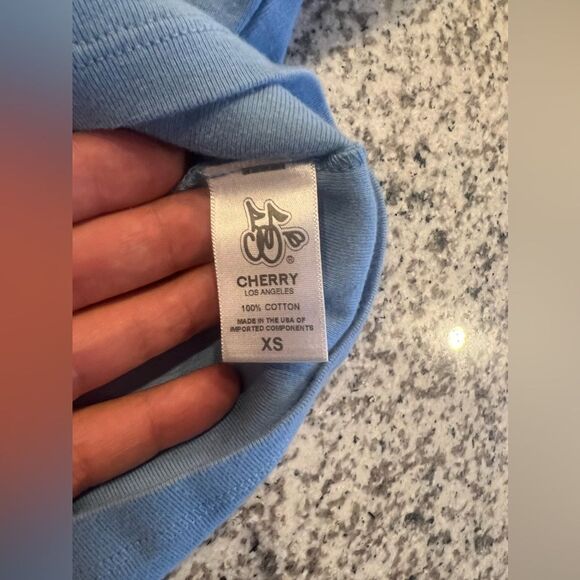 ®
CHERRY
LOS ANGELES
100% COTTON
MADE IN THE USA OF
IMPORTED COMPONENTS
XS